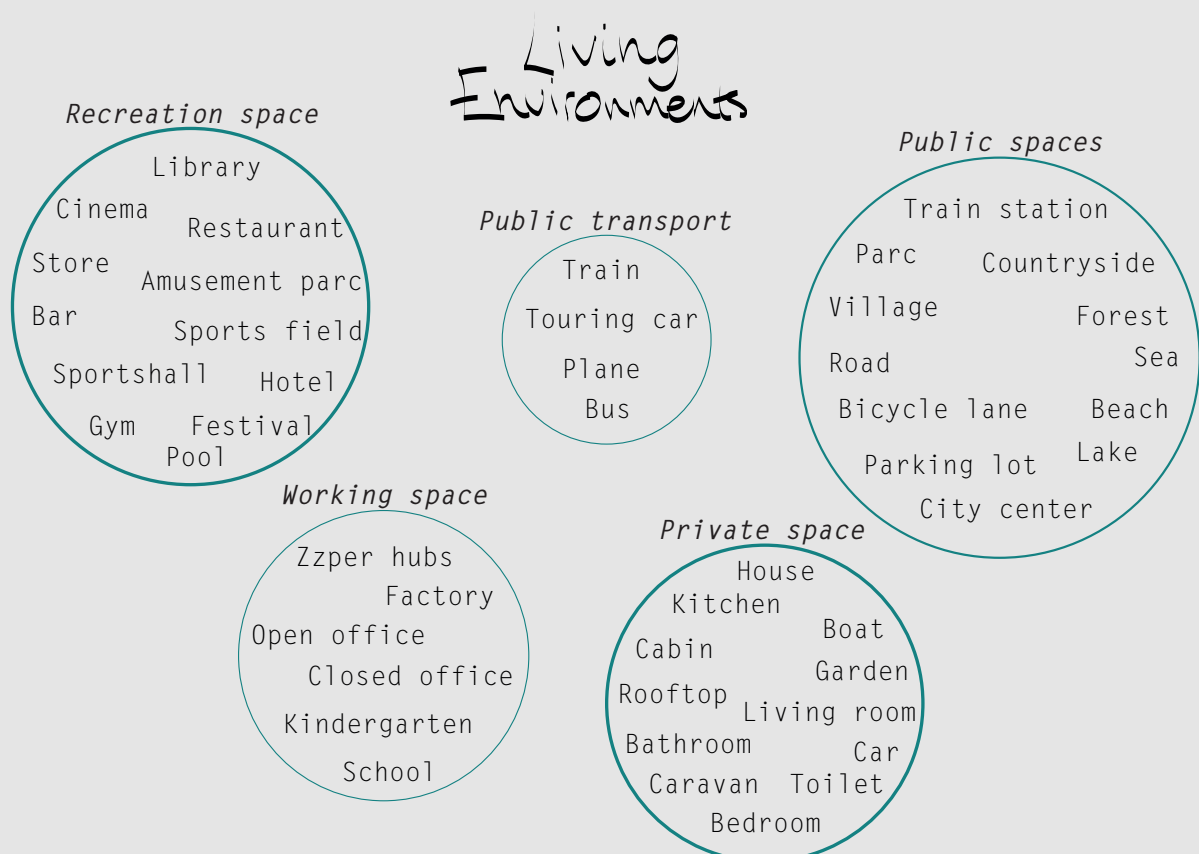 Living
Environments
Recreation space
Library
Cinema
Restaurant
Store
Amusement parc
Bar
Sports field
Sportshall
Hotel
Gym
Festival
Pool
Public transport
Train
Touring car
Plane
Bus
Public spaces
Train station
Parc
Countryside
Village
Forest
Road
Sea
Bicycle lane
Beach
Parking lot
Lake
City center
Working space
Zzper hubs
Factory
Open office
Closed office
Kindergarten
School
Private space
House
Kitchen
Boat
Cabin
Garden
Rooftop
Living room
Bathroom
Car
Caravan
Toilet
Bedroom